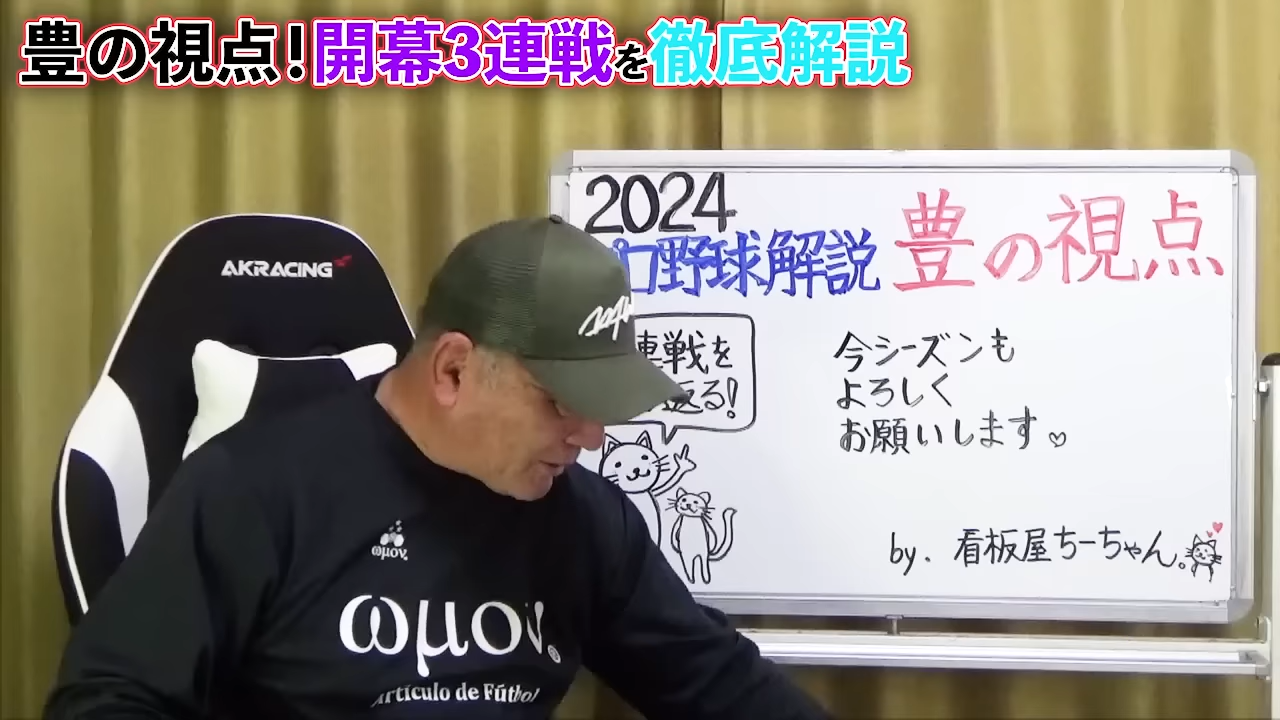 豊の視点!開幕3連戦を徹底解説
AKRACING
2024
プロ野球解説 豊の視点
連戦を
返る!
今シーズンも
よろしく
お願いします♡
by. 看板屋ちーちゃん。
ωμον
ωμον
Artículo de Fútbol